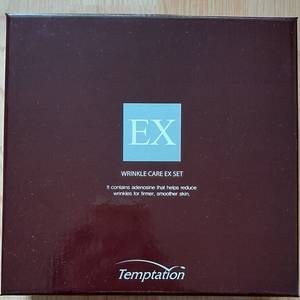 EX
WRINKLE CARE EX SET
It contains adenosine that helps reduce
wrinkles for firmer, smoother skin.
Temptation